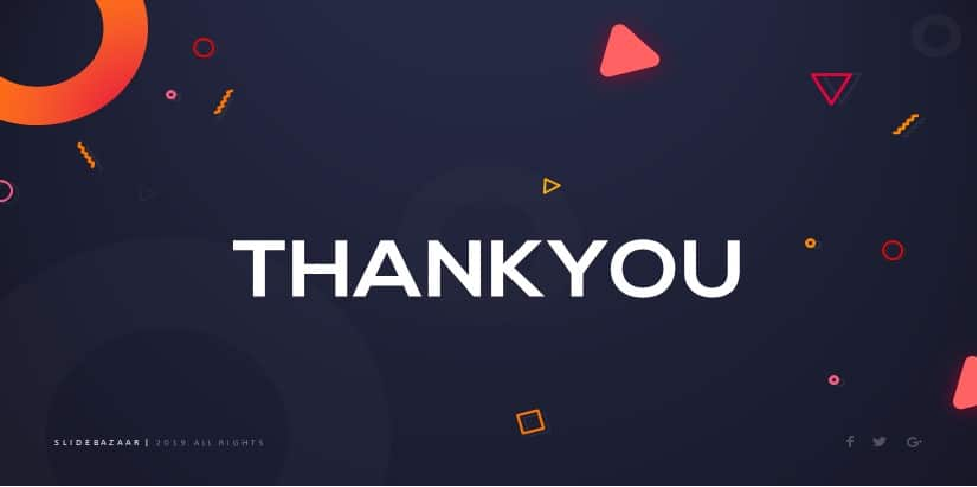 THANKYOU
SLIDEBAZAAR | 2019 ALL RIGHTS